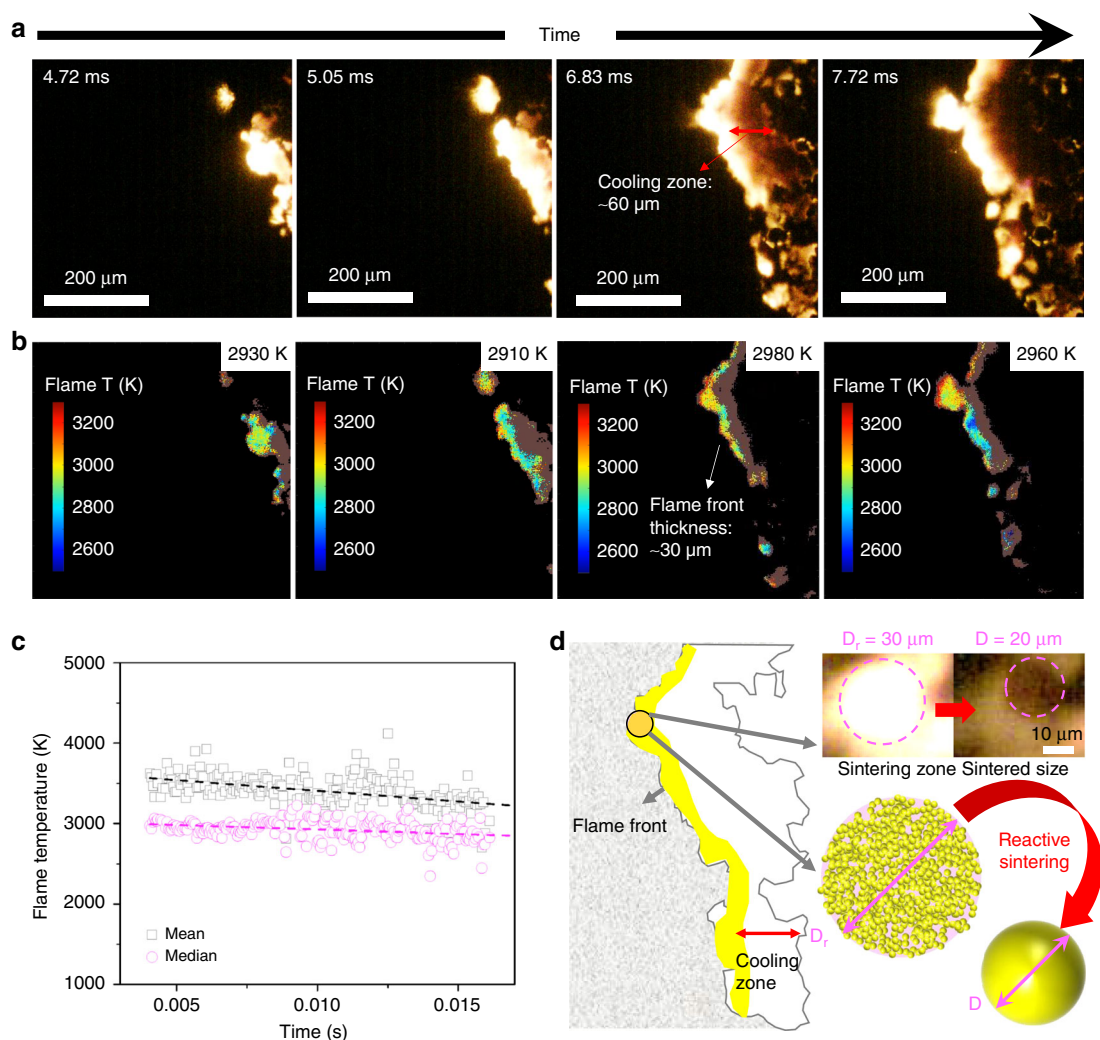 a
Time
4.72 ms
5.05 ms
6.83 ms
7.72 ms
Cooling zone:
~60 μm
200 μm
200 μm
200 μm
200 μm
b
2930 K
2910 K
2980 K
2960 K
Flame T (K)
Flame T (K)
Flame T (K)
Flame T (K)
3200
3000
2800
2600
3200
3000
2800
2600
3200
3000
2800
2600
3200
3000
2800
2600
Flame front
thickness:
~30 μm
c
5000
4000
3000
2000
1000
Flame temperature (K)
Mean
Median
0.005
0.010
0.015
Time (s)
d
Dr = 30 μm
D = 20 μm
10 μm
Sintering zone
Sintered size
Flame front
Reactive
sintering
Dr
Cooling
zone
D